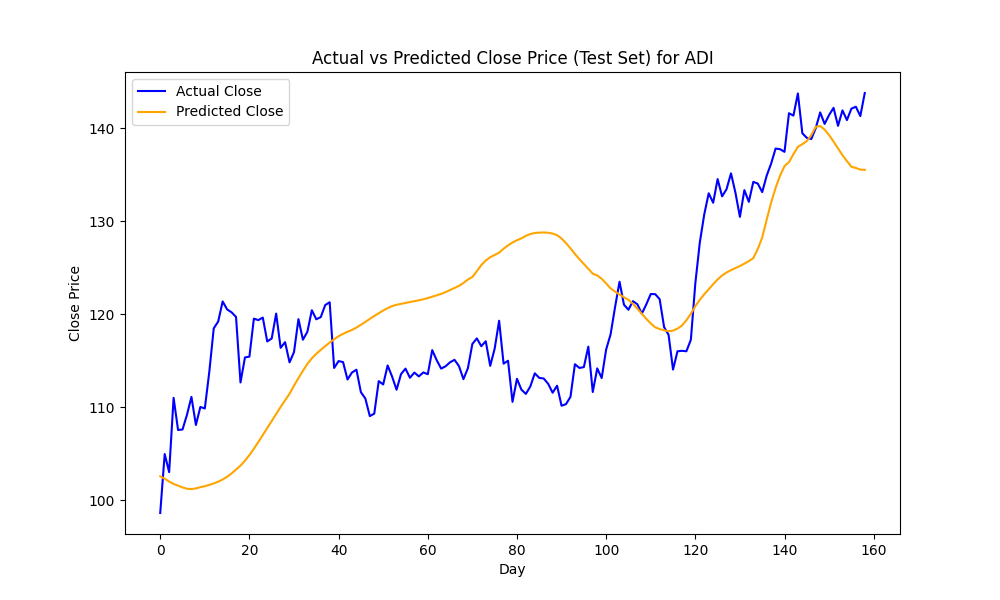 Actual vs Predicted Close Price (Test Set) for ADI
Actual Close
Predicted Close
140
130
120
110
100
Close Price
0 20 40 60 80 100 120 140 160
Day